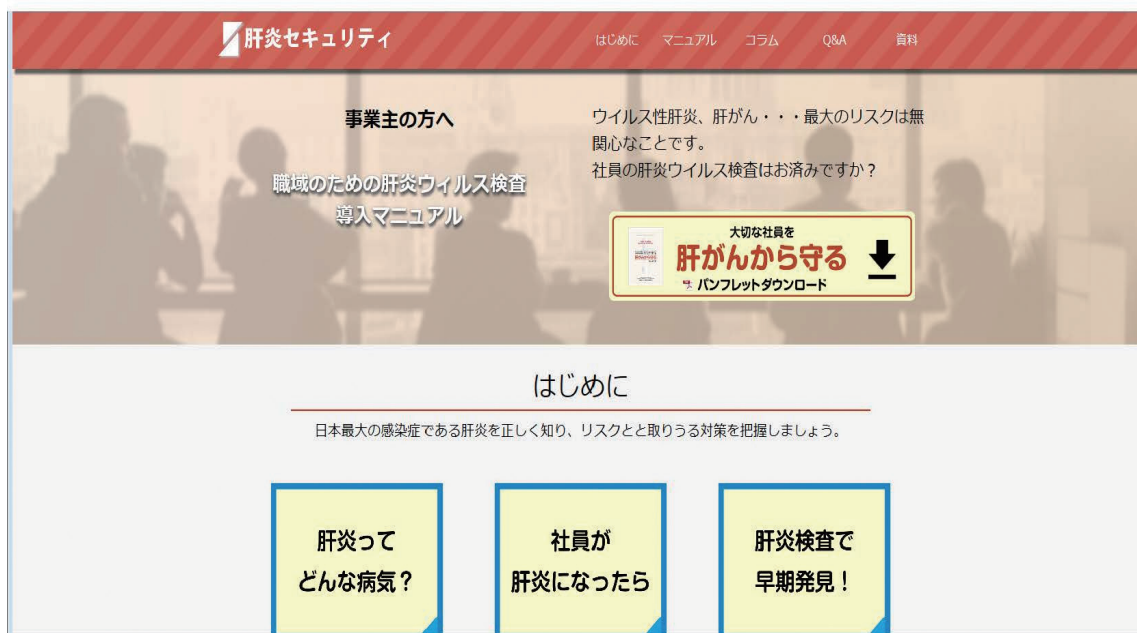 肝炎セキュリティ
はじめに マニュアル コラム Q&A 資料
事業主の方へ
職域のための肝炎ウィルス検査
導入マニュアル
ウイルス性肝炎、肝がん・・・最大のリスクは無
関心なことです。
社員の肝炎ウイルス検査はお済みですか？
大切な社員を
肝がんから守る
パンフレットダウンロード
はじめに
日本最大の感染症である肝炎を正しく知り、リスクとと取りうる対策を把握しましょう。
肝炎って
どんな病気？
社員が
肝炎になったら
肝炎検査で
早期発見！